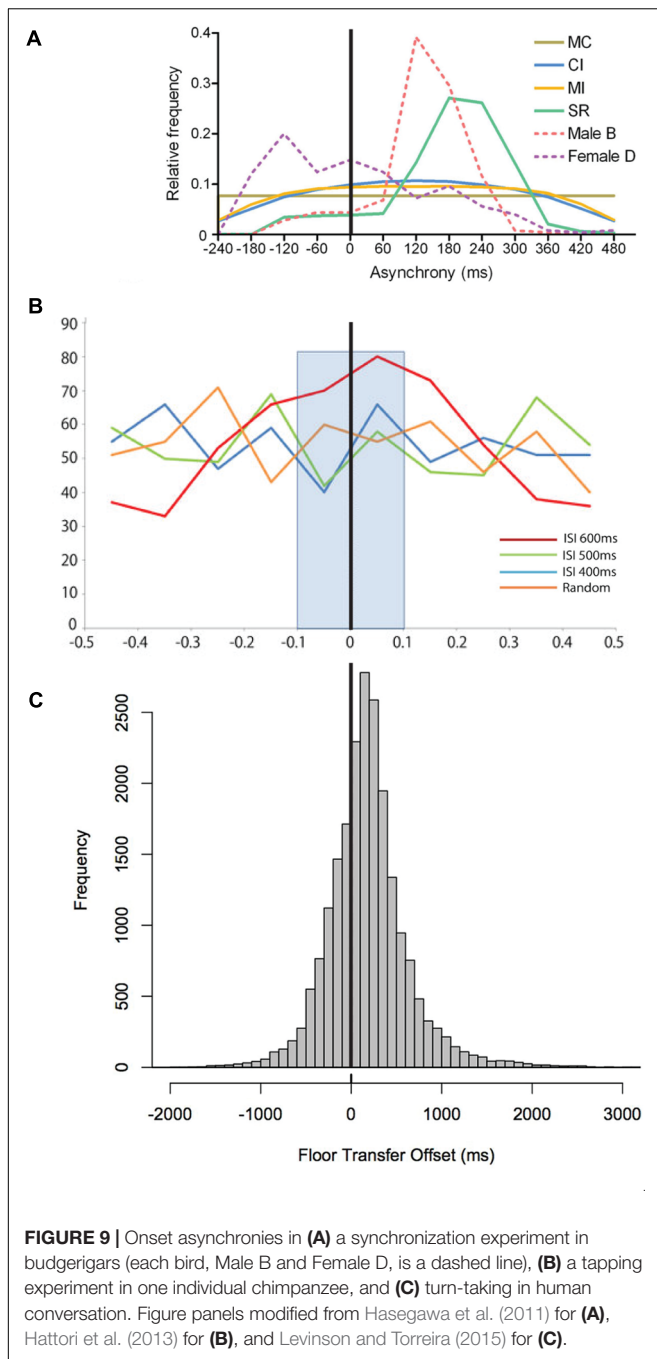 A
Relative frequency
0.4
0.3
0.2
0.1
0
-240 -180 -120 -60 0 60 120 180 240 300 360 420 480
Asynchrony (ms)
MC
CI
MI
SR
Male B
Female D
B
90
80
70
60
50
40
30
20
10
0
-0.5 -0.4 -0.3 -0.2 -0.1 0 0.1 0.2 0.3 0.4 0.5
ISI 600ms
ISI 500ms
ISI 400ms
Random
C
Frequency
2500
2000
1500
1000
500
0
-2000 -1000 0 1000 2000 3000
Floor Transfer Offset (ms)
FIGURE 9 | Onset asynchronies in (A) a synchronization experiment in
budgerigars (each bird, Male B and Female D, is a dashed line), (B) a tapping
experiment in one individual chimpanzee, and (C) turn-taking in human
conversation. Figure panels modified from Hasegawa et al. (2011) for (A),
Hattori et al. (2013) for (B), and Levinson and Torreira (2015) for (C).